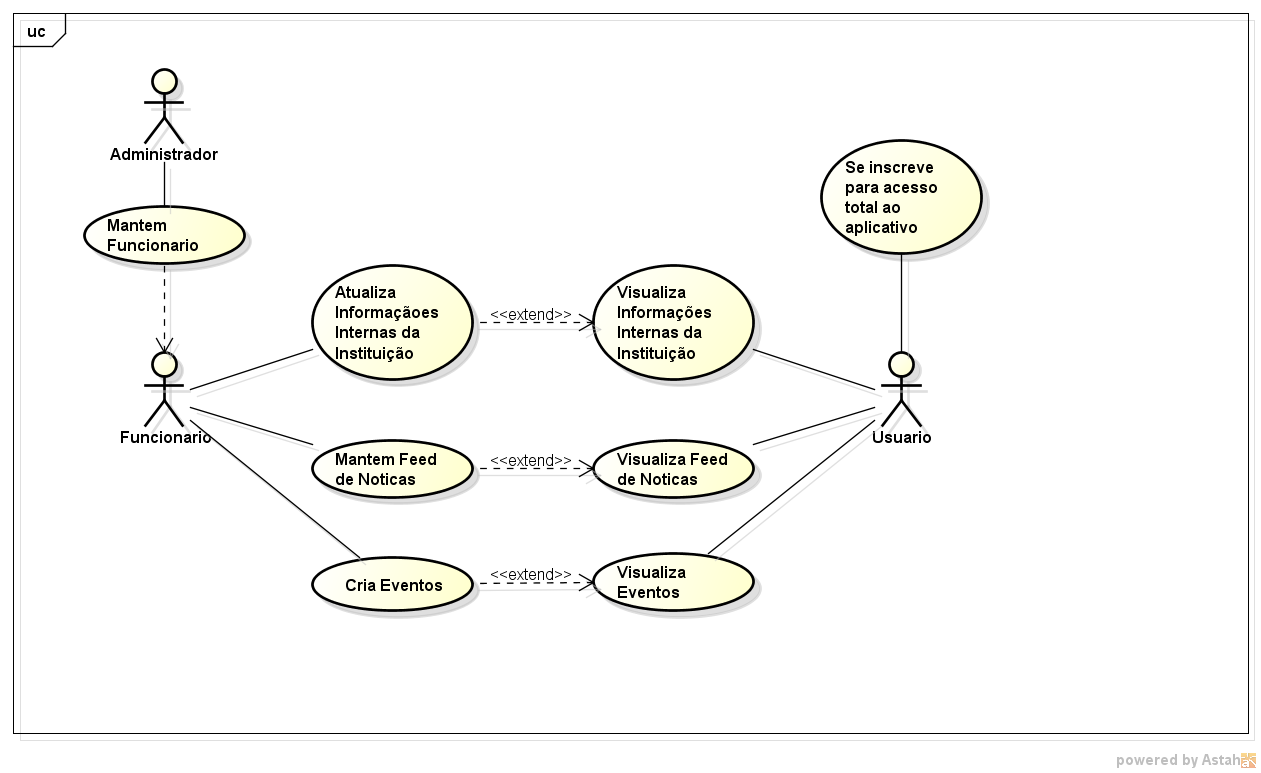 uc
Administrador
Mantem
Funcionario
Se inscreve
para acesso
total ao
aplicativo
Atualiza
Informaçãoes
Internas da
Instituição
<<extend>>
Visualiza
Informações
Internas da
Instituição
Funcionario
Usuario
Mantem Feed
de Noticas
<<extend>>
Visualiza Feed
de Noticas
Cria Eventos
<<extend>>
Visualiza
Eventos
powered by Astah